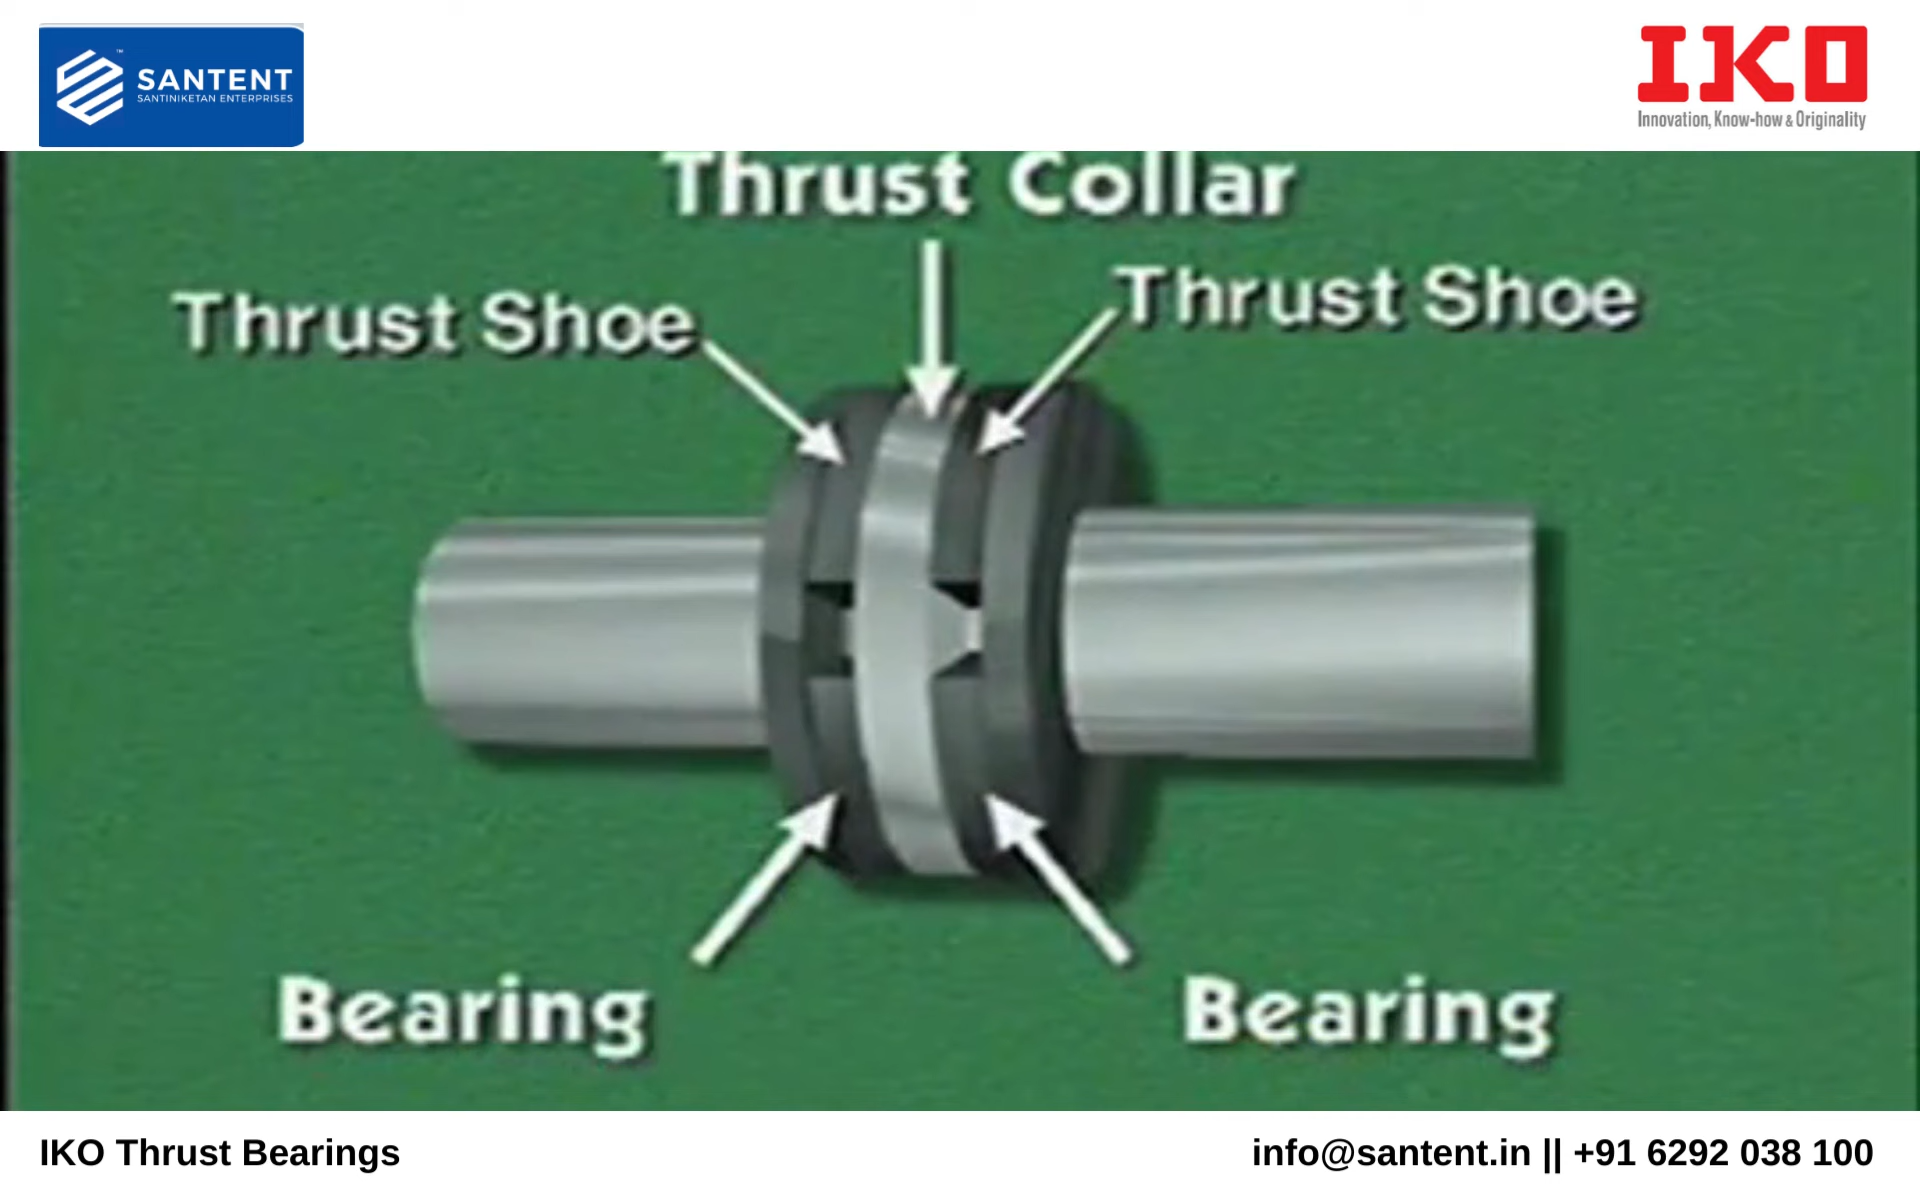 SANTENT
SANTINIKETAN ENTERPRISES
™
IKO
Innovation, Know-how & Originality
Thrust Collar
Thrust Shoe
Thrust Shoe
Bearing
Bearing
IKO Thrust Bearings
info@santent.in || +91 6292 038 100